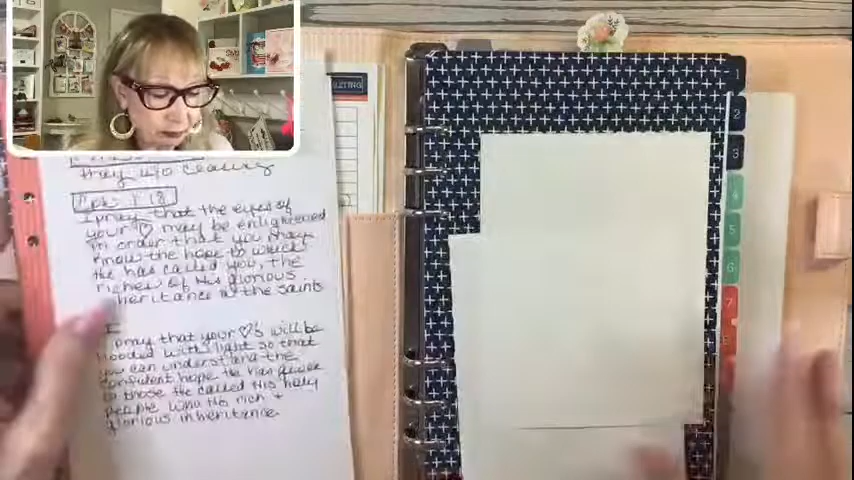 pray w/o ceasing
Eph. 1:18
I pray that the eyes of
your ♡ may be enlightened
in order that you may
know the hope to which
He has called you, the
riches of His glorious
inheritance in the saints
I pray that your ♡s will be
flooded with light so that
you can understand the
confident hope He has given
to those He called His holy
people who His rich +
glorious inheritance
1
2
3
4
5
6
7
8